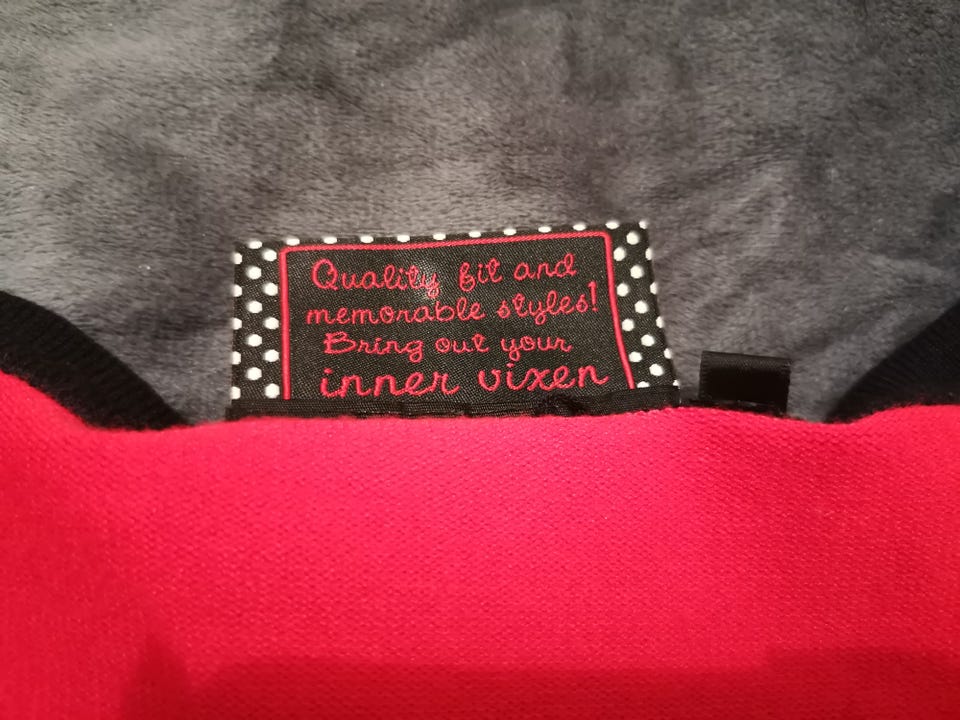 Quality fit and
memorable styles!
Bring out your
inner vixen